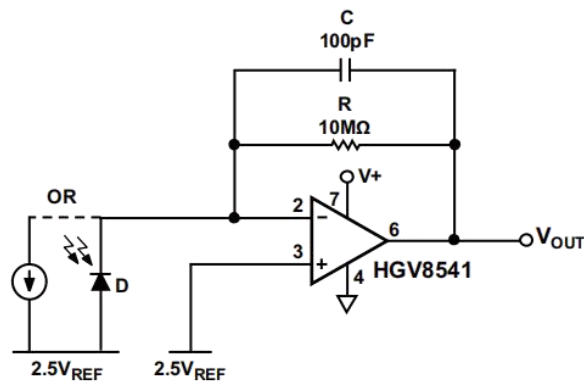 C
100pF
R
10MΩ
V+
OR
2
7
6
3
4
HGV8541
VOUT
D
2.5VREF
2.5VREF
−
+